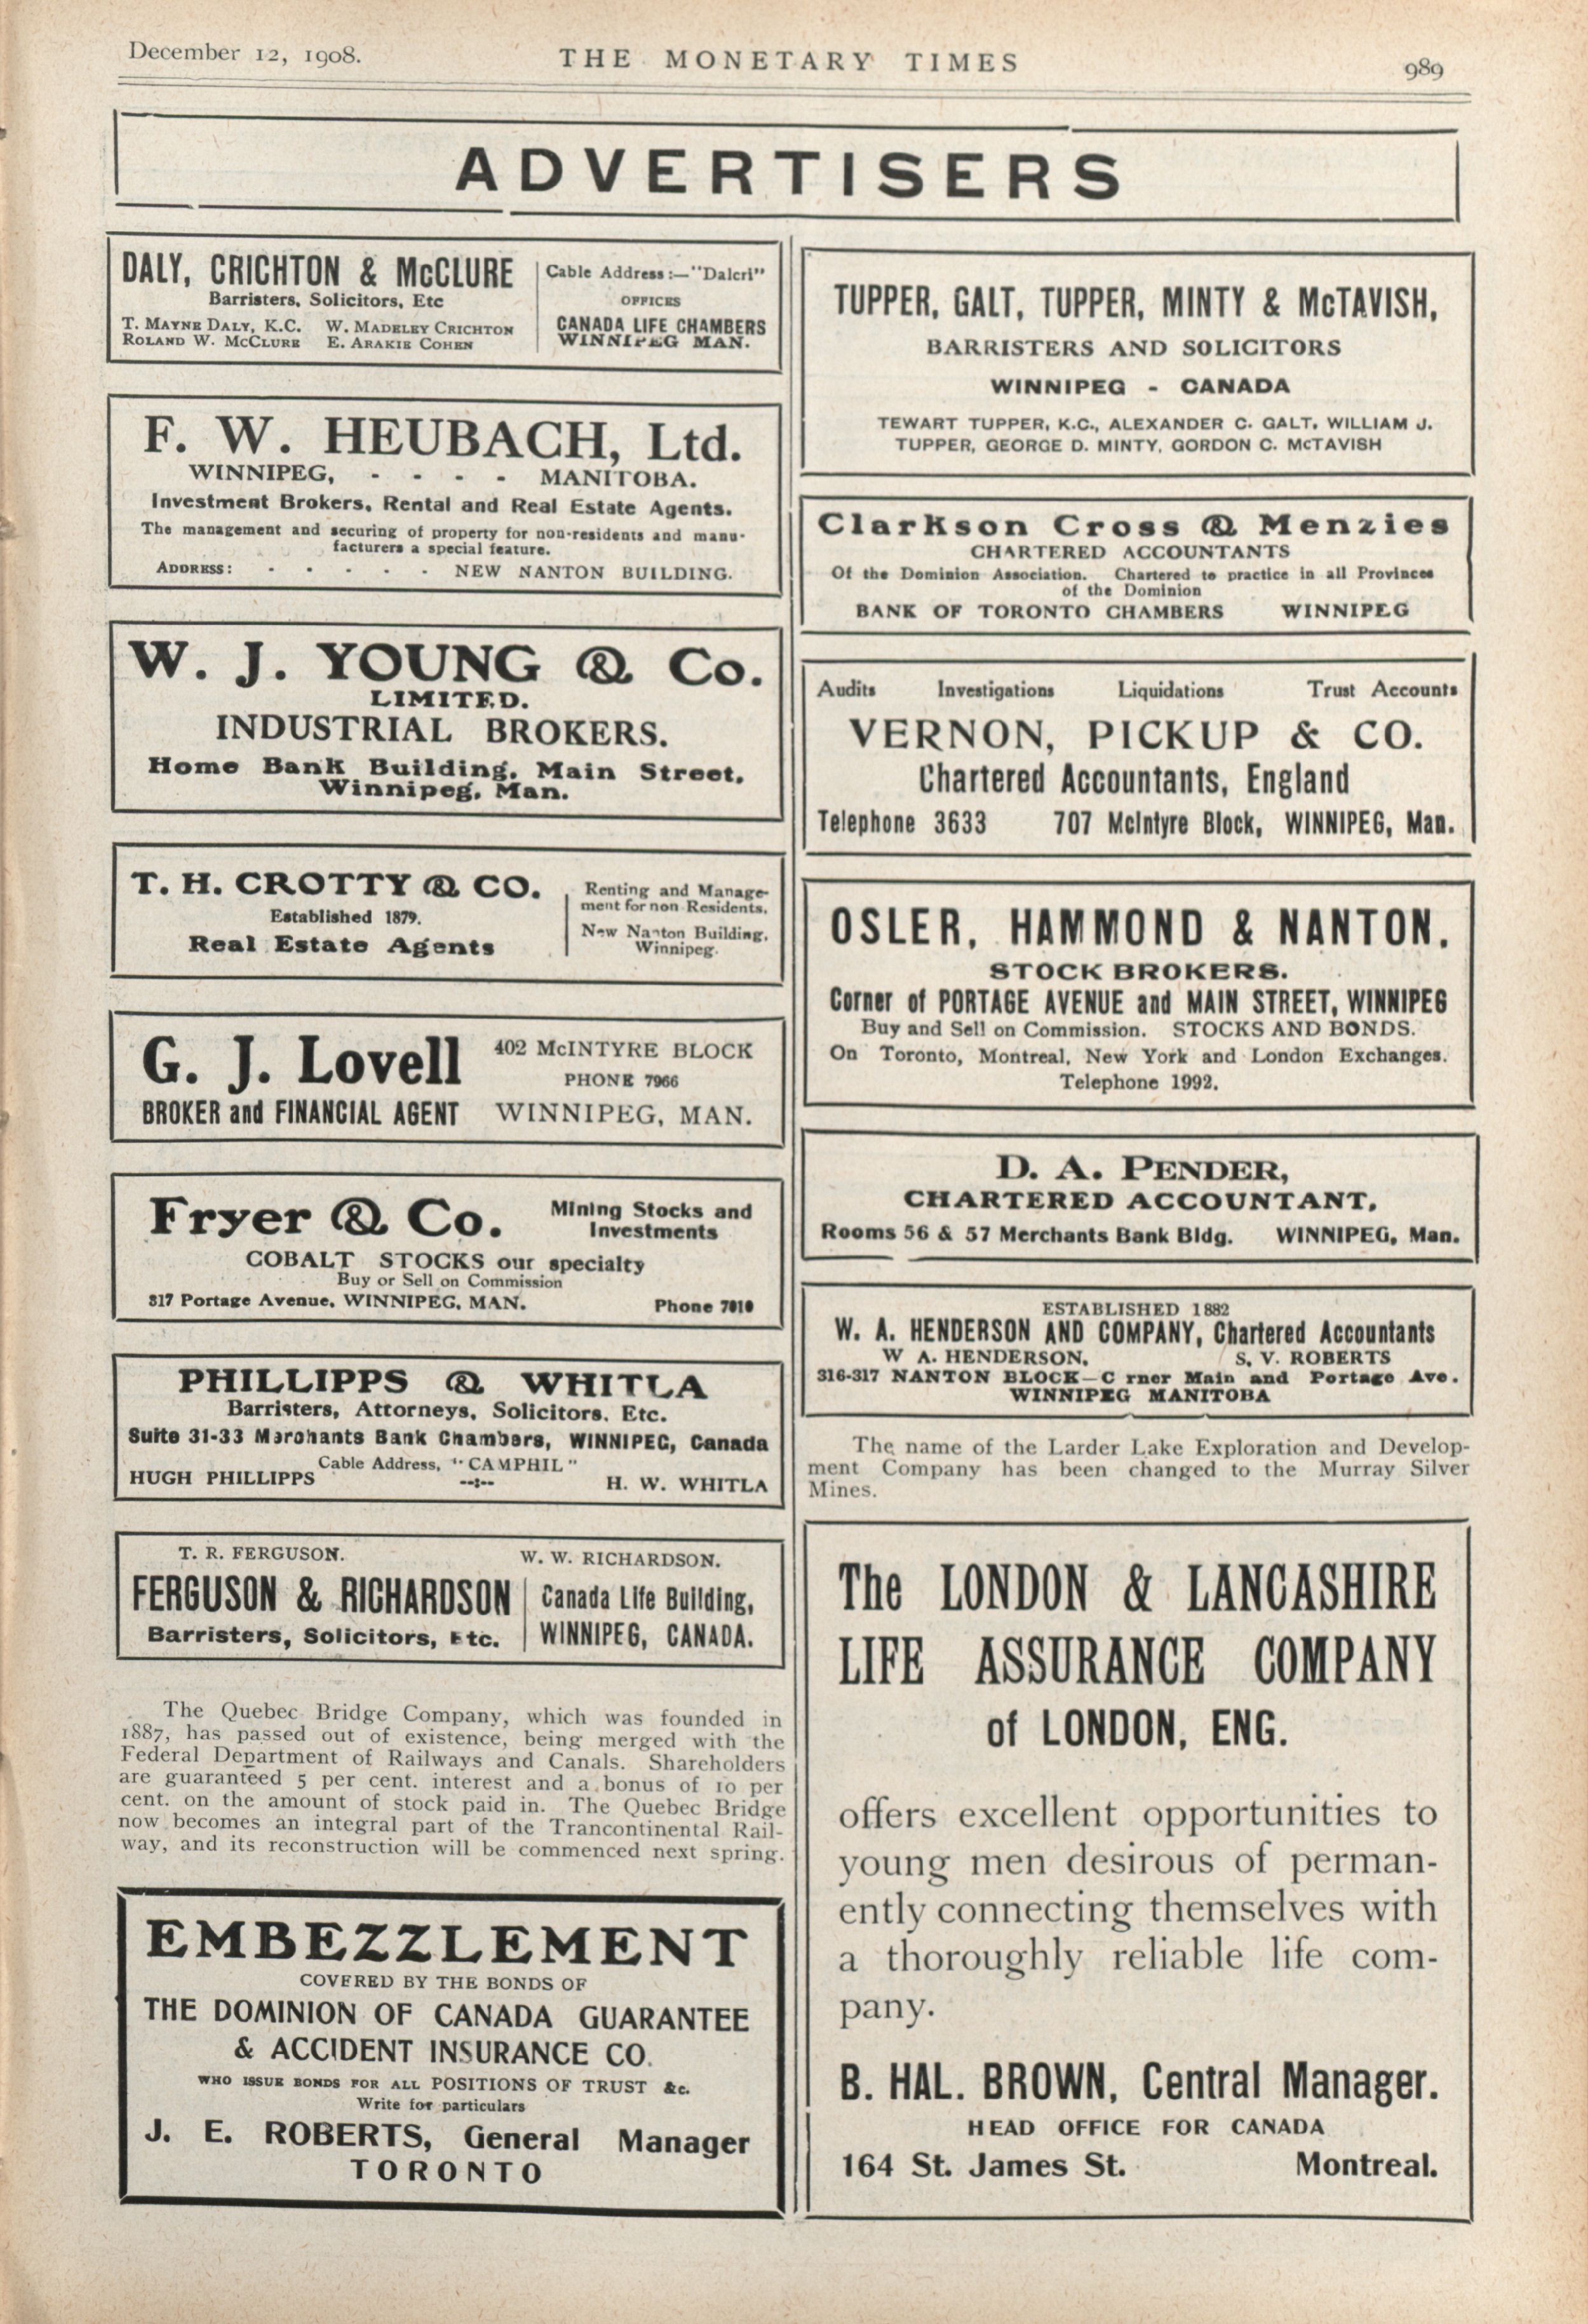 December 12, 1908.
THE MONETARY TIMES
989
ADVERTISERS
DALY, CRICHTON & McCLURE
Barristers, Solicitors, Etc
T. MAYNE DALY, K.C. W. MADELEY CRICHTON
ROLAND W. McCLURE E. ARAKIE COHEN
Cable Address:—"Dalcri"
OFFICES
CANADA LIFE CHAMBERS
WINNIPEG MAN.
F. W. HEUBACH, Ltd.
WINNIPEG, - - - - MANITOBA.
Investment Brokers, Rental and Real Estate Agents.
The management and securing of property for non-residents and manu-
facturers a special feature.
ADDRESS: - - - - - NEW NANTON BUILDING.
W. J. YOUNG & Co.
LIMITED.
INDUSTRIAL BROKERS.
Home Bank Building, Main Street,
Winnipeg, Man.
T. H. CROTTY & CO.
Established 1879.
Real Estate Agents
Renting and Manage-
ment for non Residents.
New Nanton Building,
Winnipeg.
G. J. Lovell
BROKER and FINANCIAL AGENT
402 McINTYRE BLOCK
PHONE 7966
WINNIPEG, MAN.
Fryer & Co.
Mining Stocks and
Investments
COBALT STOCKS our specialty
Buy or Sell on Commission
317 Portage Avenue, WINNIPEG, MAN. Phone 7010
PHILLIPPS & WHITLA
Barristers, Attorneys, Solicitors, Etc.
Suite 31-33 Merchants Bank Chambers, WINNIPEG, Canada
Cable Address, "CAMPHIL"
HUGH PHILLIPPS --:-- H. W. WHITLA
T. R. FERGUSON. W. W. RICHARDSON.
FERGUSON & RICHARDSON
Barristers, Solicitors, Etc.
Canada Life Building,
WINNIPEG, CANADA.
The Quebec Bridge Company, which was founded in
1887, has passed out of existence, being merged with the
Federal Department of Railways and Canals. Shareholders
are guaranteed 5 per cent. interest and a bonus of 10 per
cent. on the amount of stock paid in. The Quebec Bridge
now becomes an integral part of the Trancontinental Rail-
way, and its reconstruction will be commenced next spring.
EMBEZZLEMENT
COVERED BY THE BONDS OF
THE DOMINION OF CANADA GUARANTEE
& ACCIDENT INSURANCE CO.
WHO ISSUE BONDS FOR ALL POSITIONS OF TRUST &c.
Write for particulars
J. E. ROBERTS, General Manager
TORONTO
TUPPER, GALT, TUPPER, MINTY & McTAVISH,
BARRISTERS AND SOLICITORS
WINNIPEG - CANADA
TEWART TUPPER, K.C., ALEXANDER C. GALT, WILLIAM J.
TUPPER, GEORGE D. MINTY, GORDON C. McTAVISH
Clarkson Cross & Menzies
CHARTERED ACCOUNTANTS
Of the Dominion Association. Chartered to practice in all Provinces
of the Dominion
BANK OF TORONTO CHAMBERS WINNIPEG
Audits Investigations Liquidations Trust Accounts
VERNON, PICKUP & CO.
Chartered Accountants, England
Telephone 3633 707 McIntyre Block, WINNIPEG, Man.
OSLER, HAMMOND & NANTON.
STOCK BROKERS.
Corner of PORTAGE AVENUE and MAIN STREET, WINNIPEG
Buy and Sell on Commission. STOCKS AND BONDS.
On Toronto, Montreal, New York and London Exchanges.
Telephone 1992.
D. A. PENDER,
CHARTERED ACCOUNTANT,
Rooms 56 & 57 Merchants Bank Bldg. WINNIPEG, Man.
ESTABLISHED 1882
W. A. HENDERSON AND COMPANY, Chartered Accountants
W A. HENDERSON, S. V. ROBERTS
316-317 NANTON BLOCK—C rner Main and Portage Ave.
WINNIPEG MANITOBA
The name of the Larder Lake Exploration and Develop-
ment Company has been changed to the Murray Silver
Mines.
The LONDON & LANCASHIRE
LIFE ASSURANCE COMPANY
of LONDON, ENG.
offers excellent opportunities to
young men desirous of perman-
ently connecting themselves with
a thoroughly reliable life com-
pany.
B. HAL. BROWN, Central Manager.
HEAD OFFICE FOR CANADA
164 St. James St. Montreal.